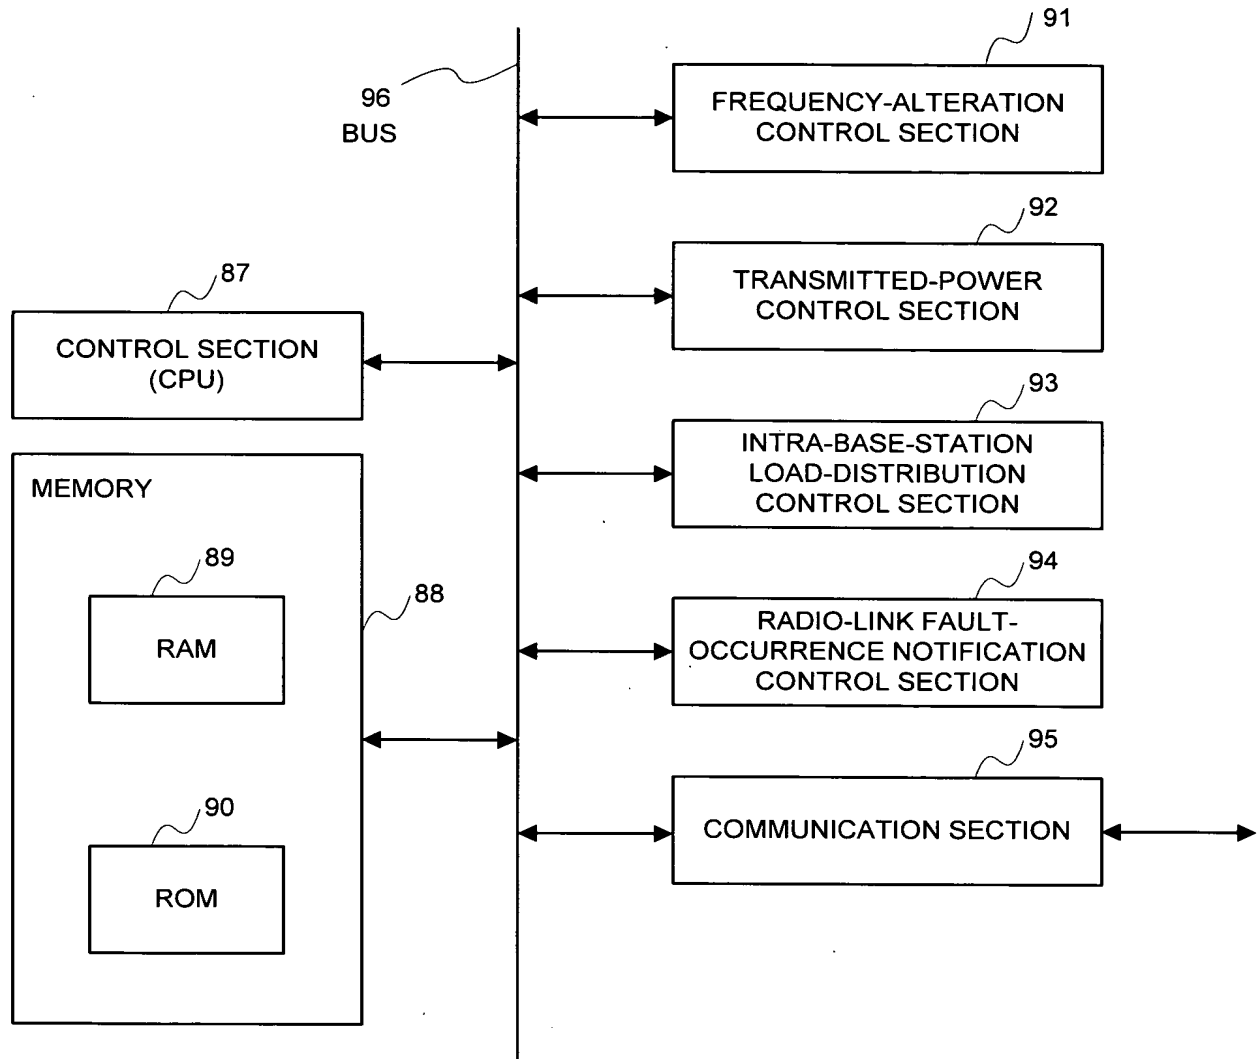 91
FREQUENCY-ALTERATION
CONTROL SECTION
96
BUS
92
TRANSMITTED-POWER
CONTROL SECTION
87
CONTROL SECTION
(CPU)
93
INTRA-BASE-STATION
LOAD-DISTRIBUTION
CONTROL SECTION
MEMORY
89
RAM
88
94
RADIO-LINK FAULT-
OCCURRENCE NOTIFICATION
CONTROL SECTION
95
COMMUNICATION SECTION
90
ROM